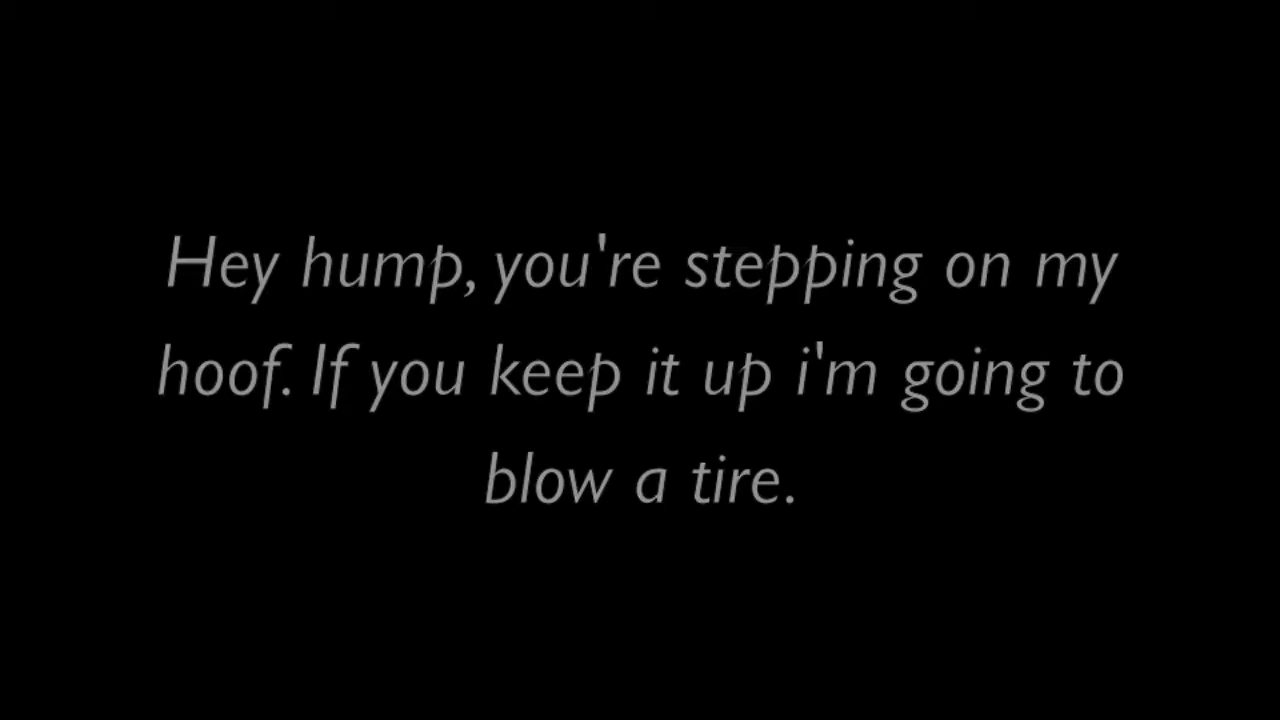 Hey hump, you're stepping on my
hoof. If you keep it up i'm going to
blow a tire.